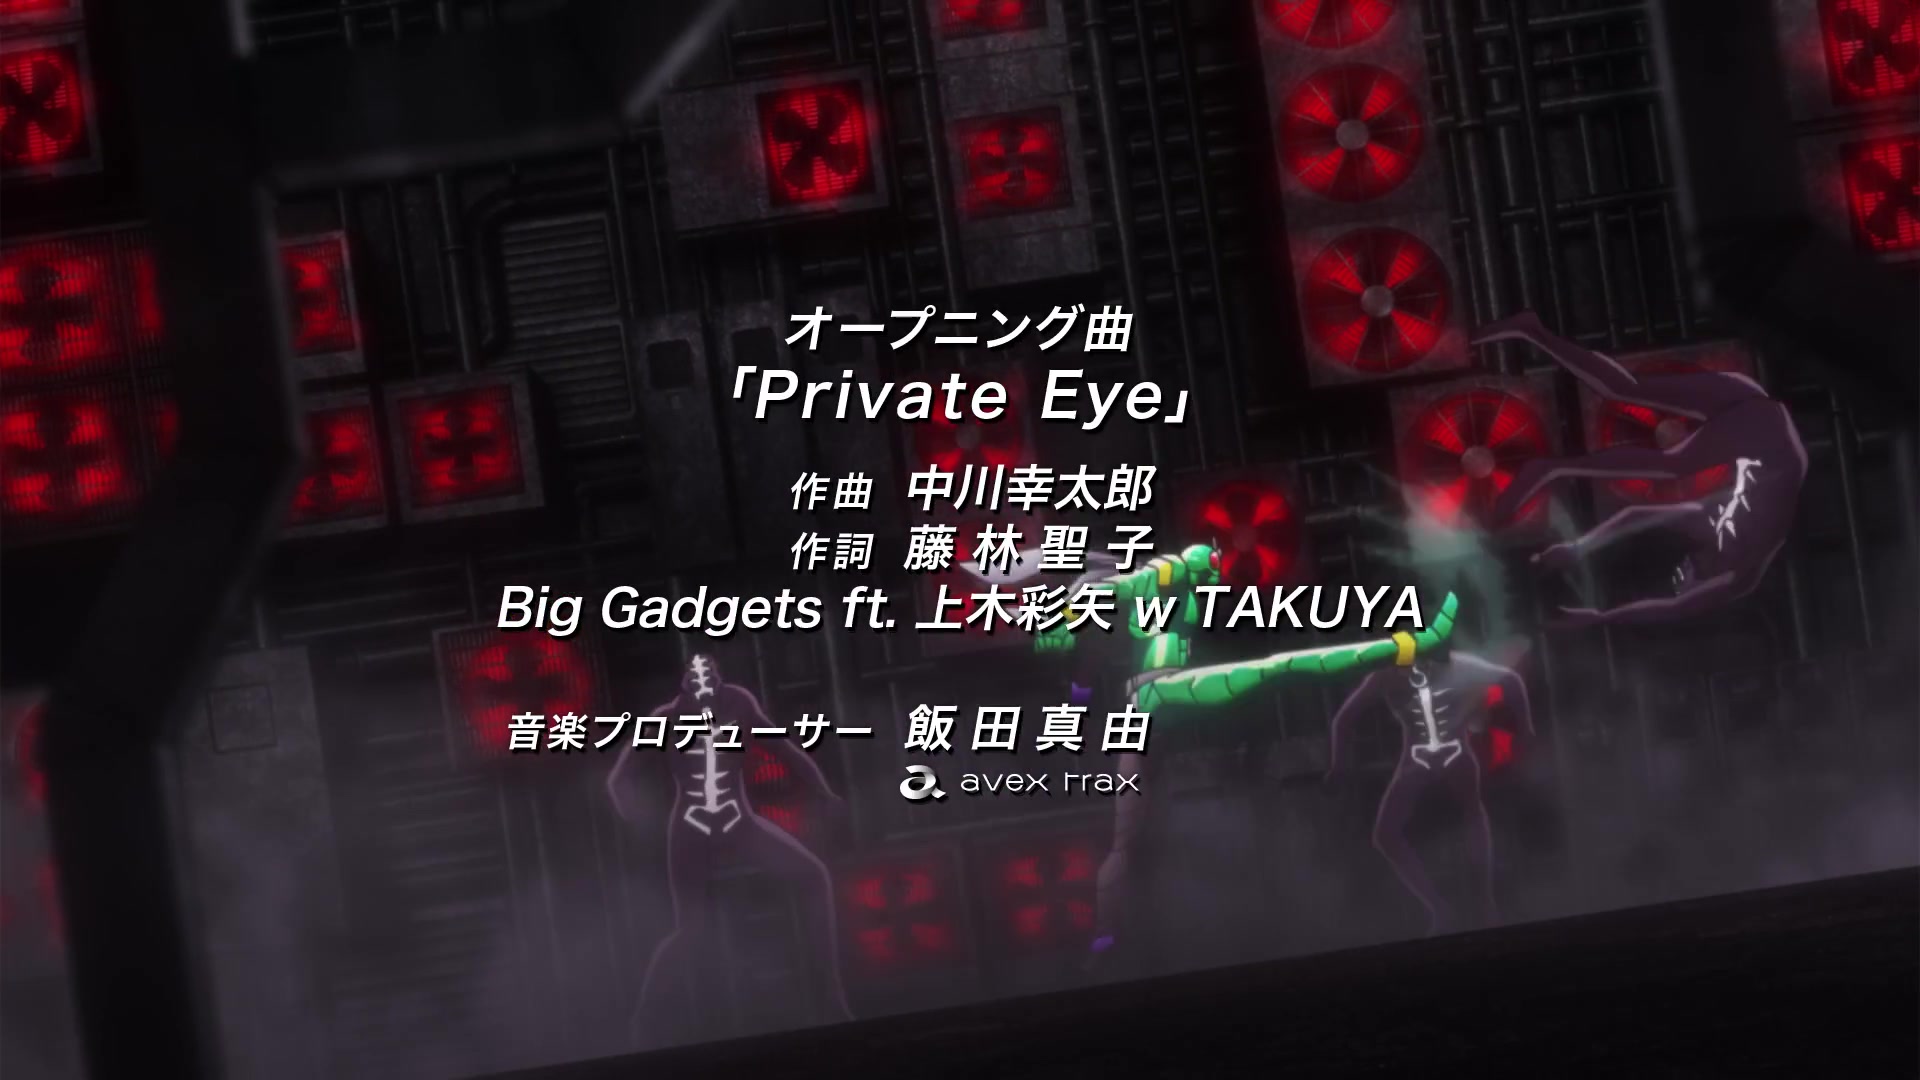 オープニング曲
「Private Eye」
作曲 中川幸太郎
作詞 藤林聖子
Big Gadgets ft. 上木彩矢 w TAKUYA
音楽プロデューサー 飯田真由
avex trax